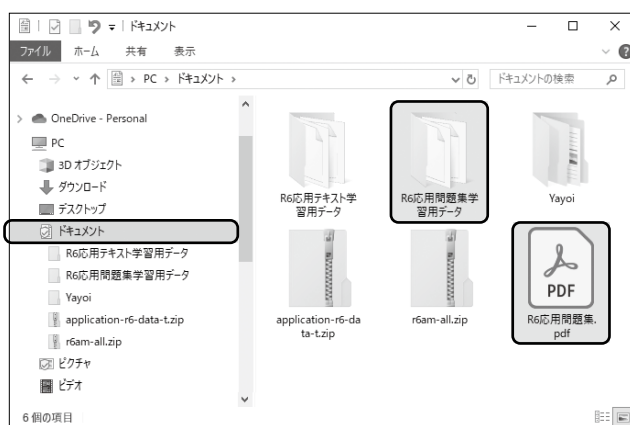 ドキュメント
ファイル ホーム 共有 表示
PC › ドキュメント ›
ドキュメントの検索
OneDrive - Personal
PC
3D オブジェクト
ダウンロード
デスクトップ
ドキュメント
R6応用テキスト学習用データ
R6応用問題集学習用データ
Yayoi
application-r6-data-t.zip
r6am-all.zip
ピクチャ
ビデオ
R6応用テキスト学
習用データ
R6応用問題集学
習用データ
Yayoi
application-r6-da
ta-t.zip
r6am-all.zip
PDF
R6応用問題集.
pdf
6 個の項目